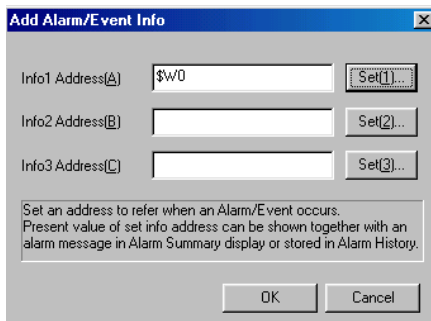 Add Alarm/Event Info
Info1 Address(A) $W0 Set(1)...
Info2 Address(B) Set(2)...
Info3 Address(C) Set(3)...
Set an address to refer when an Alarm/Event occurs.
Present value of set info address can be shown together with an
alarm message in Alarm Summary display or stored in Alarm History.
OK Cancel